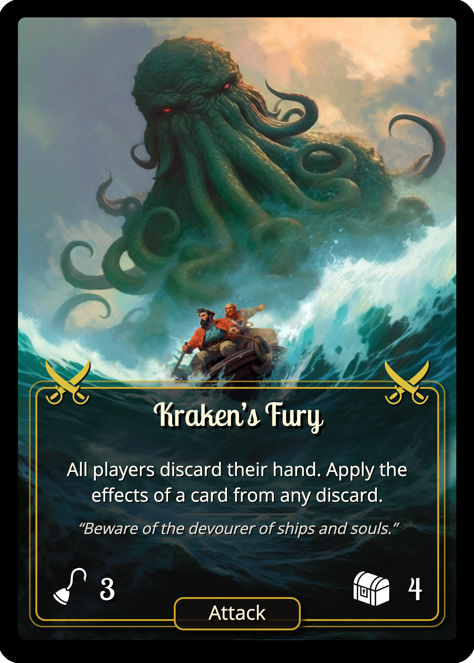 Kraken's Fury
All players discard their hand. Apply the
effects of a card from any discard.
“Beware of the devourer of ships and souls.”
3
4
Attack